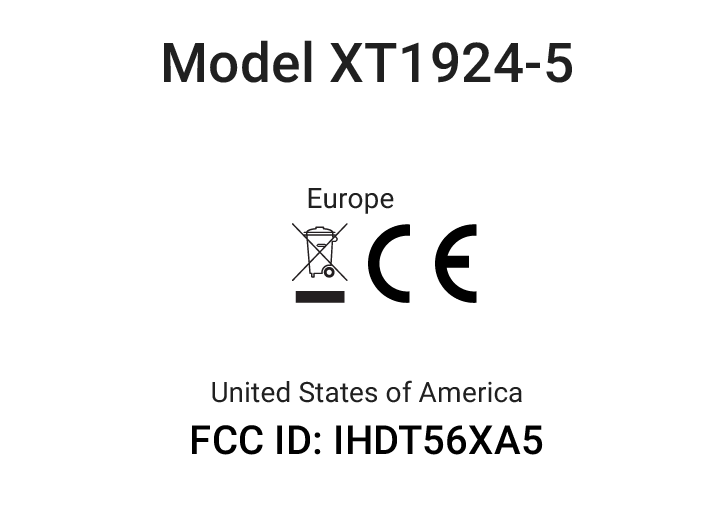 Model XT1924-5
Europe
CE
United States of America
FCC ID: IHDT56XA5